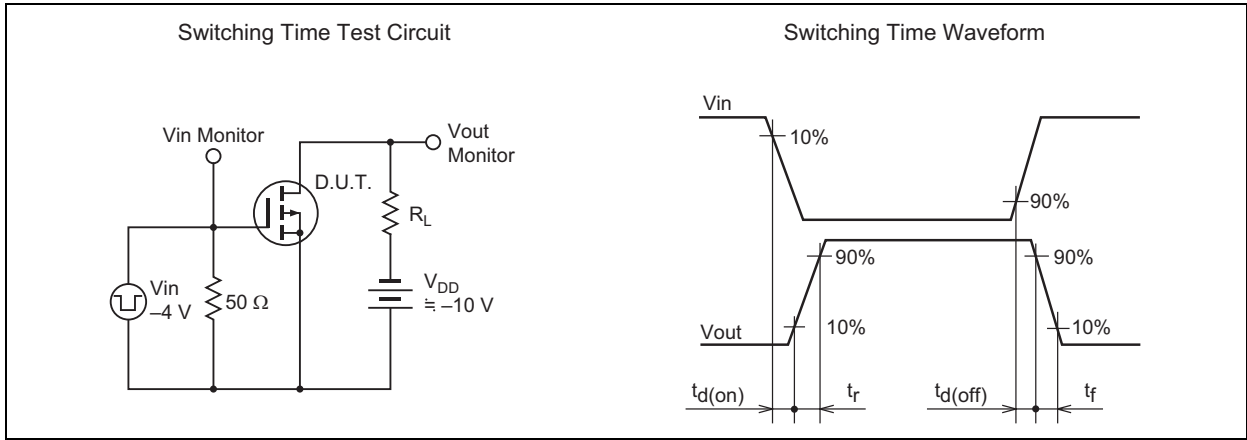 Switching Time Test Circuit
Vin Monitor
Vout
Monitor
D.U.T.
RL
Vin
–4 V
50 Ω
VDD
≒ –10 V
Switching Time Waveform
Vin
10%
90%
90%
90%
Vout
10%
10%
td(on)
tr
td(off)
tf